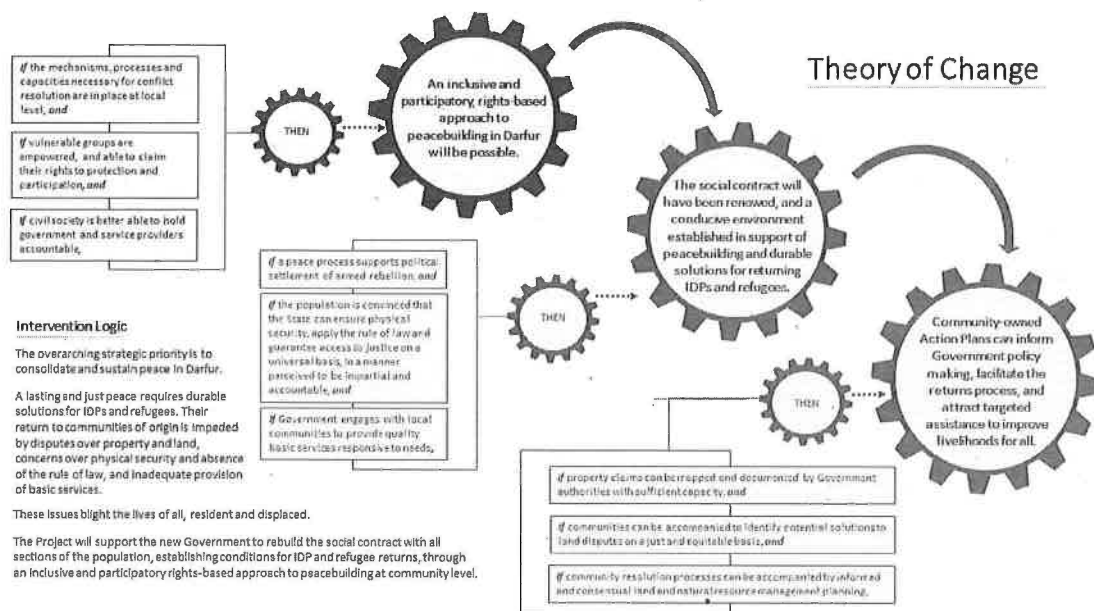 Theory of Change
If the mechanisms, processes and
capacities necessary for conflict
resolution are in place at local
level, and
If vulnerable groups are
empowered, and able to claim
their rights to protection and
participation, and
If civil society is better able to hold
government and service providers
accountable,
THEN
An inclusive and
participatory, rights-based
approach to
peacebuilding in Darfur
will be possible.
If a peace process supports political
settlement of armed rebellion, and
If the population is convinced that
the State can ensure physical
security, apply the rule of law and
guarantee access to justice on a
universal basis, in a manner
perceived to be impartial and
accountable, and
If Government engages with local
communities to provide quality
basic services responsive to needs,
THEN
The social contract will
have been renewed, and a
conducive environment
established in support of
peacebuilding and durable
solutions for returning
IDPs and refugees.
If property claims can be mapped and documented by Government
authorities with sufficient capacity, and
If communities can be accompanied to identify potential solutions to
land disputes on a just and equitable basis, and
If community resolution processes can be accompanied by informed
and consensual land and natural resource management planning,
THEN
Community-owned
Action Plans can inform
Government policy
making, facilitate the
returns process, and
attract targeted
assistance to improve
livelihoods for all.
Intervention Logic
The overarching strategic priority is to
consolidate and sustain peace in Darfur.
A lasting and just peace requires durable
solutions for IDPs and refugees. Their
return to communities of origin is impeded
by disputes over property and land,
concerns over physical security and absence
of the rule of law, and inadequate provision
of basic services.
These issues blight the lives of all, resident and displaced.
The Project will support the new Government to rebuild the social contract with all
sections of the population, establishing conditions for IDP and refugee returns, through
an inclusive and participatory rights-based approach to peacebuilding at community level.